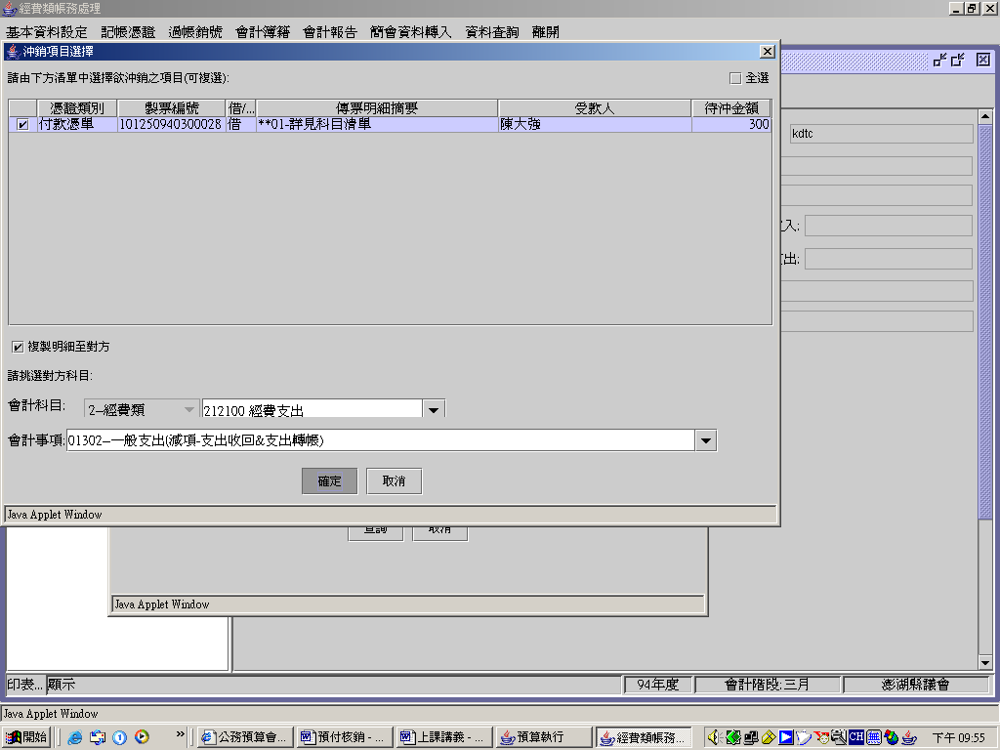 經費類帳務處理
基本資料設定 記帳憑證 過帳銷號 會計簿籍 會計報告 簡會資料轉入 資料查詢 離開
沖銷項目選擇
請由下方清單中選擇欲沖銷之項目(可複選): 全選
憑證類別 製票編號 借/... 傳票明細摘要 受款人 待沖金額
付款憑單 101250940300028 借 **01-詳見科目清單 陳大強 300
kdtc
入:
出:
複製明細至對方
請挑選對方科目:
會計科目: 2--經費類 212100 經費支出
會計事項: 01302--一般支出(減項-支出收回&支出轉帳)
確定 取消
Java Applet Window
查詢 取消
Java Applet Window
印表... 顯示 94年度 會計階段:三月 澎湖縣議會
Java Applet Window
開始 » 公務預算會... 預付核銷 - ... 上課講義 - ... 預算執行 經費類帳務... CH 下午 09:55